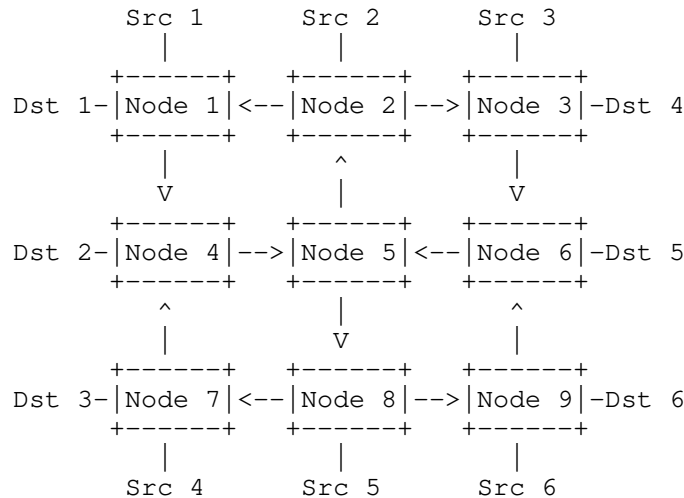 Src 1 Src 2 Src 3
Dst 1-|Node 1|<--|Node 2|-->|Node 3|-Dst 4
V ^ V
Dst 2-|Node 4|-->|Node 5|<--|Node 6|-Dst 5
^ V ^
Dst 3-|Node 7|<--|Node 8|-->|Node 9|-Dst 6
Src 4 Src 5 Src 6